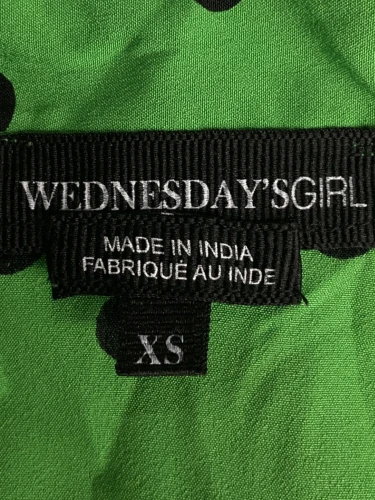 WEDNESDAY'SGIRL
MADE IN INDIA
FABRIQUÉ AU INDE
XS